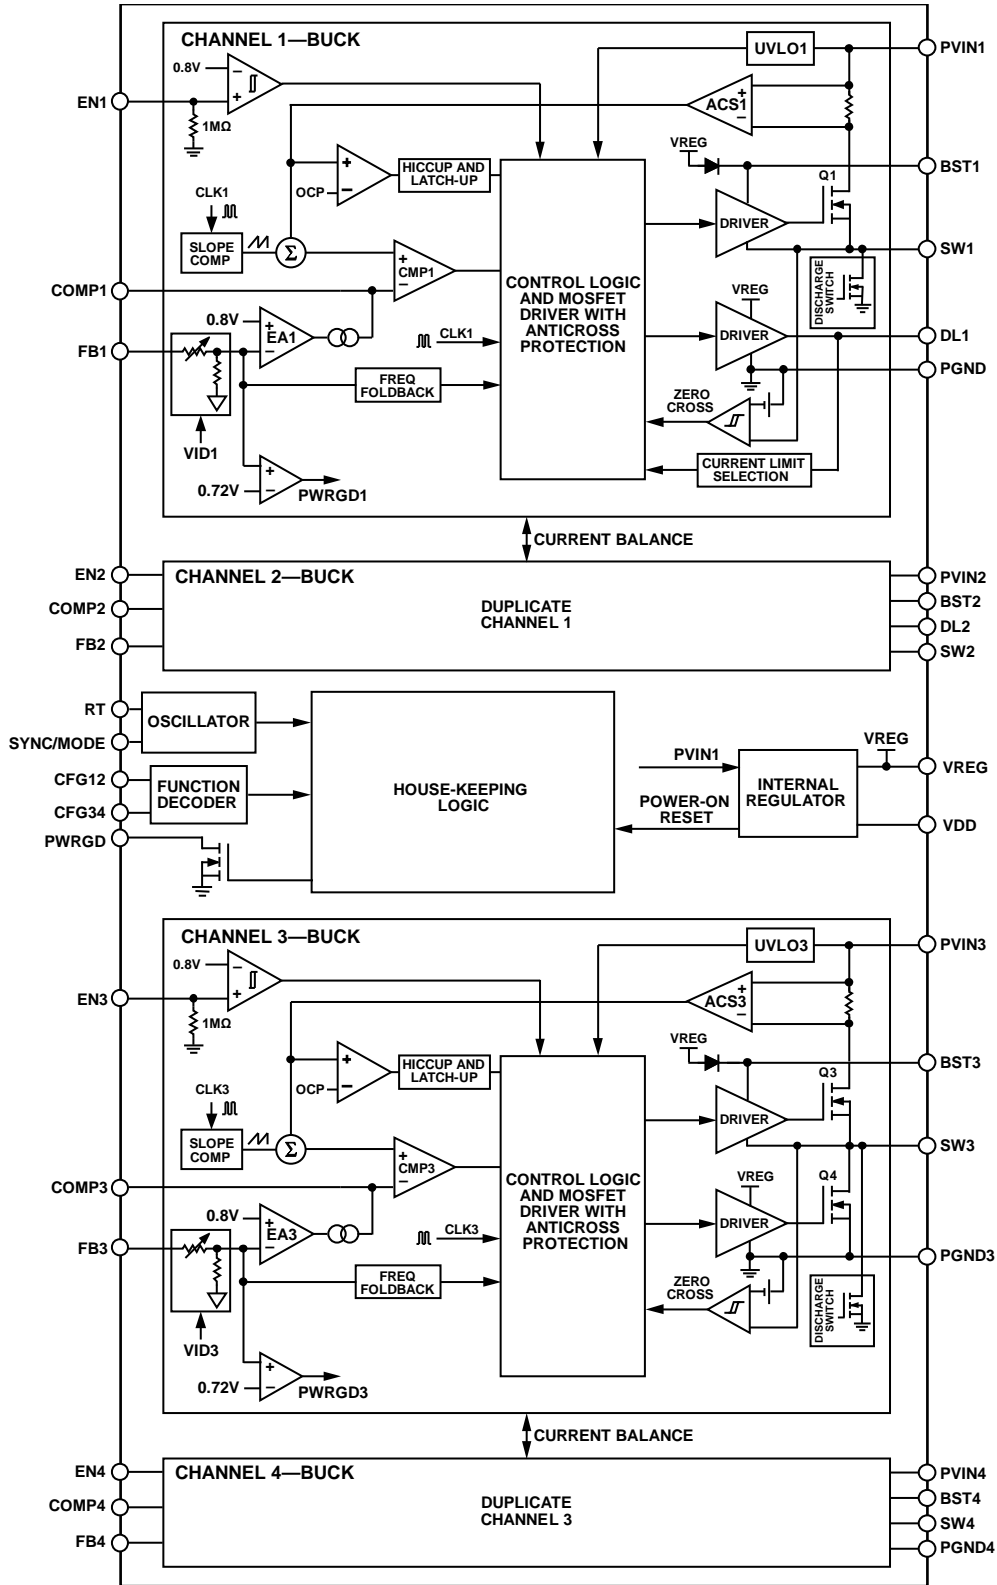 CHANNEL 1—BUCK
UVLO1
PVIN1
0.8V
EN1
1MΩ
ACS1
VREG
BST1
HICCUP AND
LATCH-UP
OCP
Q1
CLK1
DRIVER
SLOPE
COMP
Σ
CMP1
SW1
CONTROL LOGIC
AND MOSFET
DRIVER WITH
ANTICROSS
PROTECTION
DISCHARGE
SWITCH
COMP1
VREG
0.8V
EA1
CLK1
DRIVER
DL1
FB1
PGND
FREQ
FOLDBACK
ZERO
CROSS
VID1
CURRENT LIMIT
SELECTION
0.72V
PWRGD1
CURRENT BALANCE
EN2
CHANNEL 2—BUCK
PVIN2
COMP2
DUPLICATE
CHANNEL 1
BST2
DL2
FB2
SW2
RT
OSCILLATOR
SYNC/MODE
CFG12
FUNCTION
DECODER
CFG34
PWRGD
HOUSE-KEEPING
LOGIC
PVIN1
POWER-ON
RESET
INTERNAL
REGULATOR
VREG
VREG
VDD
CHANNEL 3—BUCK
UVLO3
PVIN3
0.8V
EN3
1MΩ
ACS3
VREG
BST3
HICCUP AND
LATCH-UP
OCP
Q3
CLK3
DRIVER
SLOPE
COMP
Σ
CMP3
SW3
CONTROL LOGIC
AND MOSFET
DRIVER WITH
ANTICROSS
PROTECTION
COMP3
VREG
Q4
0.8V
EA3
CLK3
DRIVER
FB3
PGND3
FREQ
FOLDBACK
ZERO
CROSS
DISCHARGE
SWITCH
VID3
0.72V
PWRGD3
CURRENT BALANCE
EN4
CHANNEL 4—BUCK
PVIN4
COMP4
DUPLICATE
CHANNEL 3
BST4
SW4
FB4
PGND4